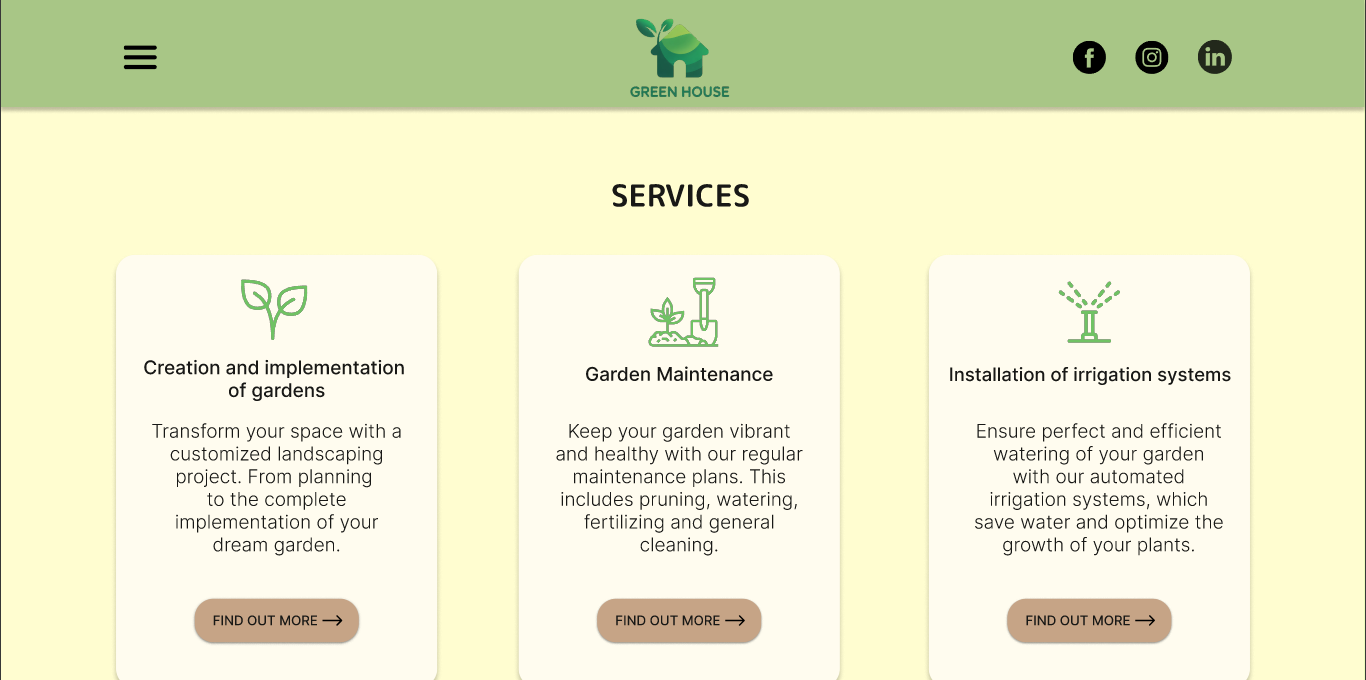 GREEN HOUSE
SERVICES
Creation and implementation
of gardens
Transform your space with a
customized landscaping
project. From planning
to the complete
implementation of your
dream garden.
FIND OUT MORE
Garden Maintenance
Keep your garden vibrant
and healthy with our regular
maintenance plans. This
includes pruning, watering,
fertilizing and general
cleaning.
FIND OUT MORE
Installation of irrigation systems
Ensure perfect and efficient
watering of your garden
with our automated
irrigation systems, which
save water and optimize the
growth of your plants.
FIND OUT MORE